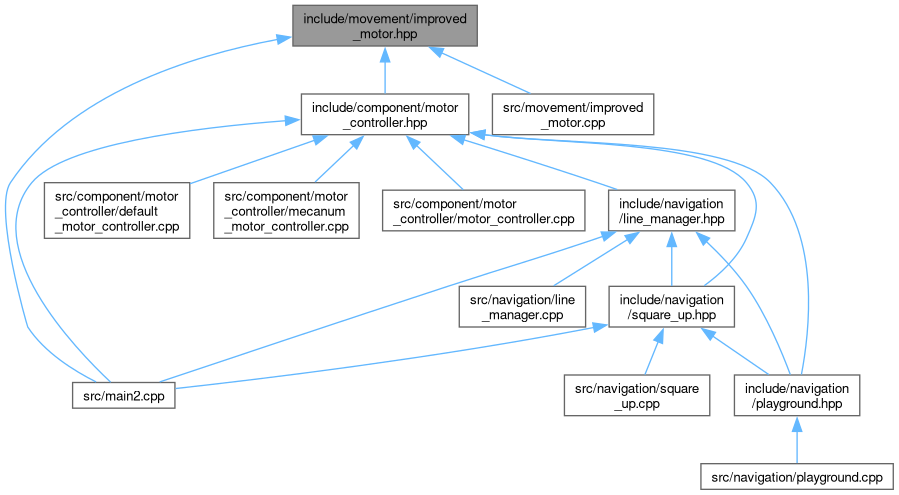 include/movement/improved
_motor.hpp
include/component/motor
_controller.hpp
src/movement/improved
_motor.cpp
src/component/motor
_controller/default
_motor_controller.cpp
src/component/motor
_controller/mecanum
_motor_controller.cpp
src/component/motor
_controller/motor_controller.cpp
include/navigation
/line_manager.hpp
src/navigation/line
_manager.cpp
include/navigation
/square_up.hpp
src/main2.cpp
src/navigation/square
_up.cpp
include/navigation
/playground.hpp
src/navigation/playground.cpp